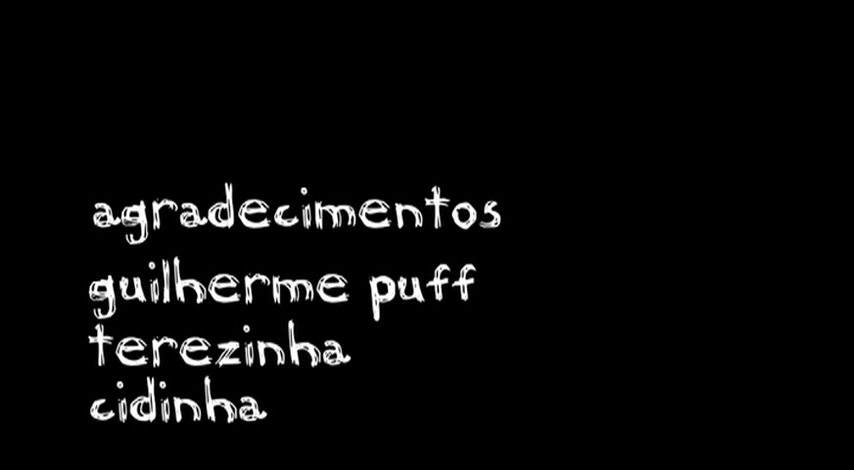 agradecimentos
guilherme puff
terezinha
cidinha